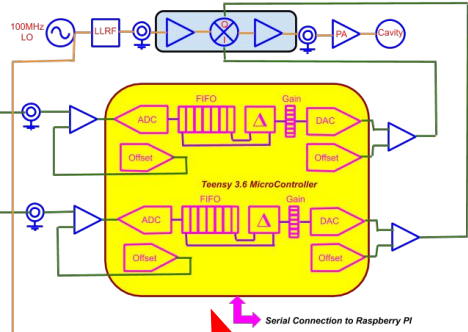 100MHz
LO
LLRF
Q
I
PA
Cavity
FIFO
Gain
ADC
Δ
DAC
Offset
Offset
Teensy 3.6 MicroController
FIFO
Gain
ADC
Δ
DAC
Offset
Offset
Serial Connection to Raspberry PI